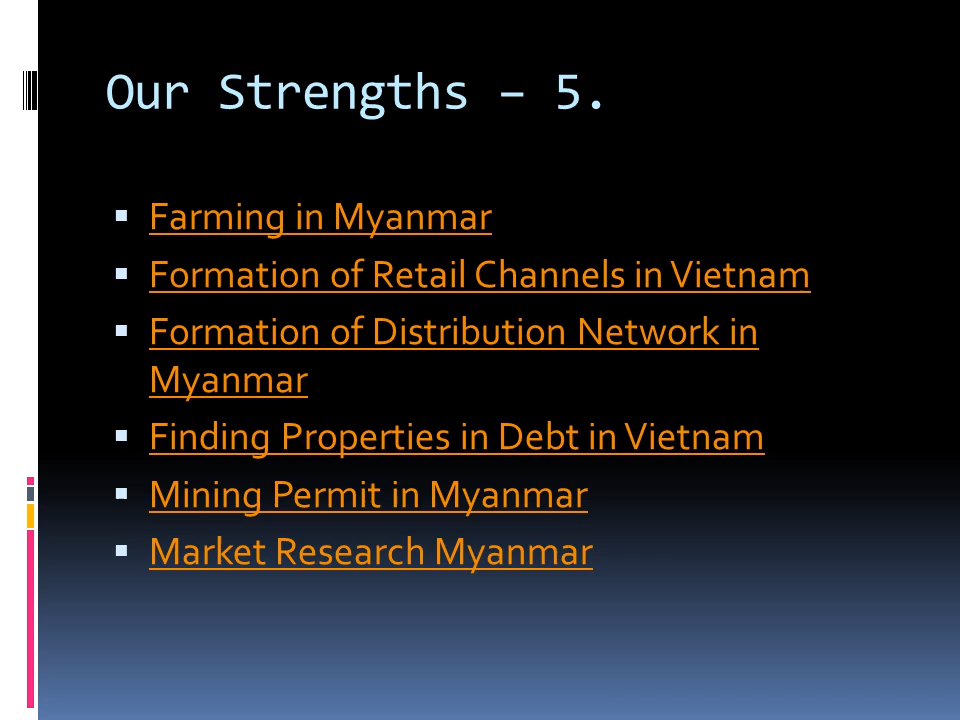 Our Strengths – 5.
Farming in Myanmar
Formation of Retail Channels in Vietnam
Formation of Distribution Network in
Myanmar
Finding Properties in Debt in Vietnam
Mining Permit in Myanmar
Market Research Myanmar